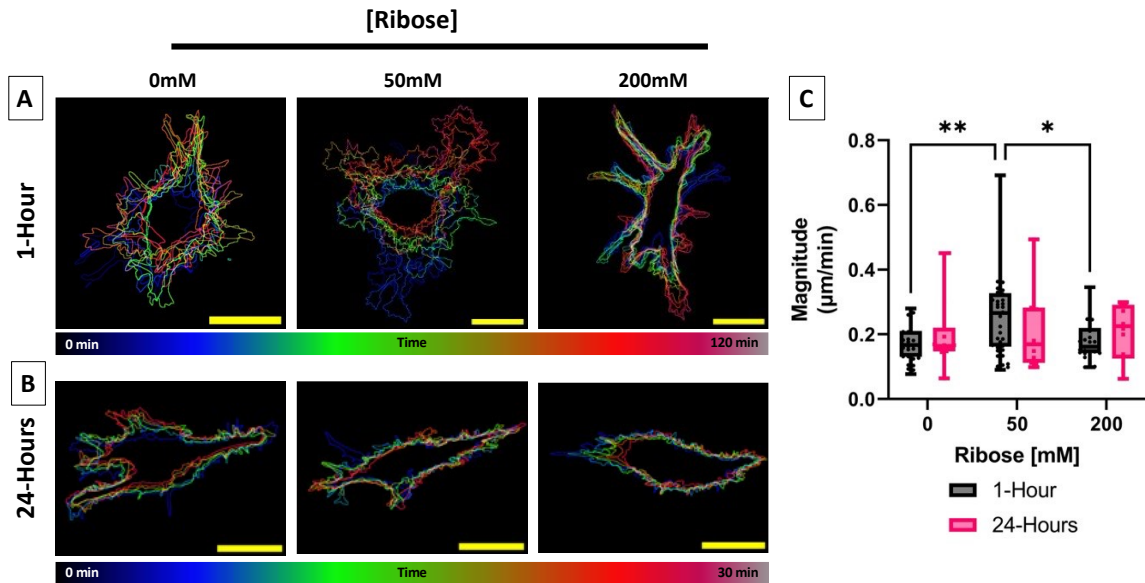 [Ribose]
0mM 50mM 200mM
A
1-Hour
0 min Time 120 min
B
24-Hours
0 min Time 30 min
C
** *
0.8
0.6
0.4
0.2
0.0
Magnitude
(µm/min)
0 50 200
Ribose [mM]
1-Hour
24-Hours